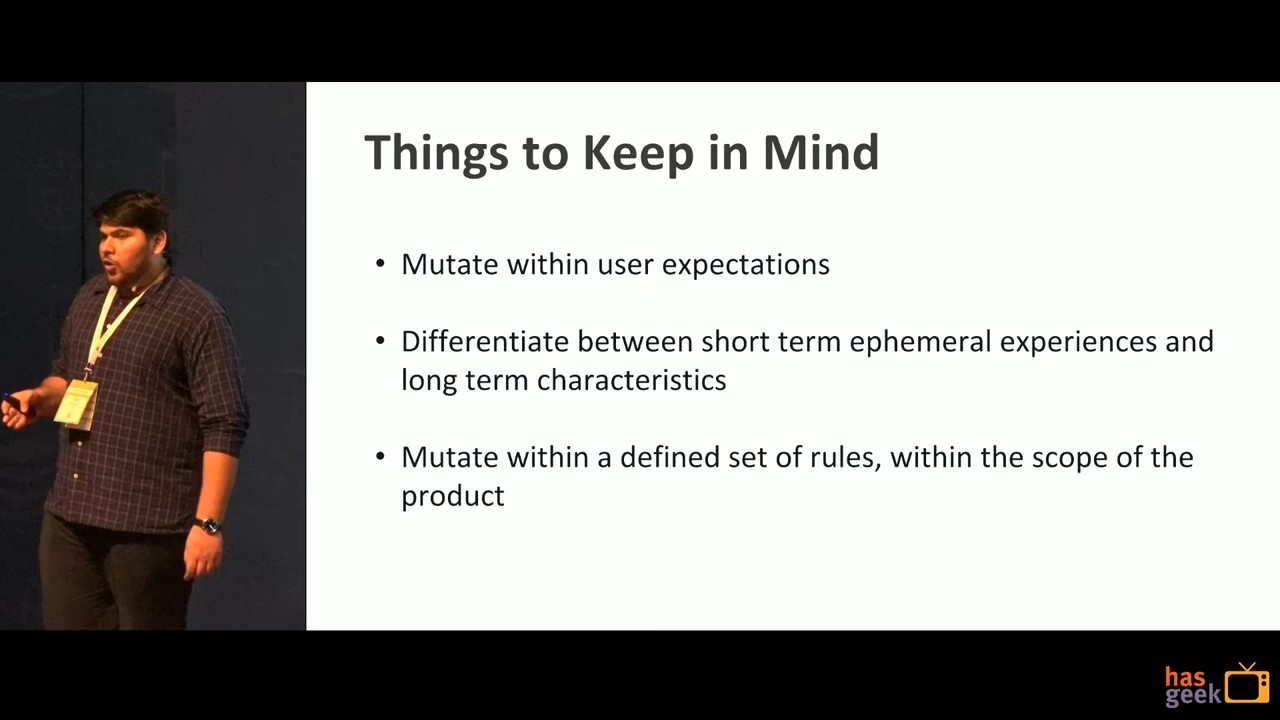 Things to Keep in Mind
• Mutate within user expectations
• Differentiate between short term ephemeral experiences and
long term characteristics
• Mutate within a defined set of rules, within the scope of the
product
has
geek